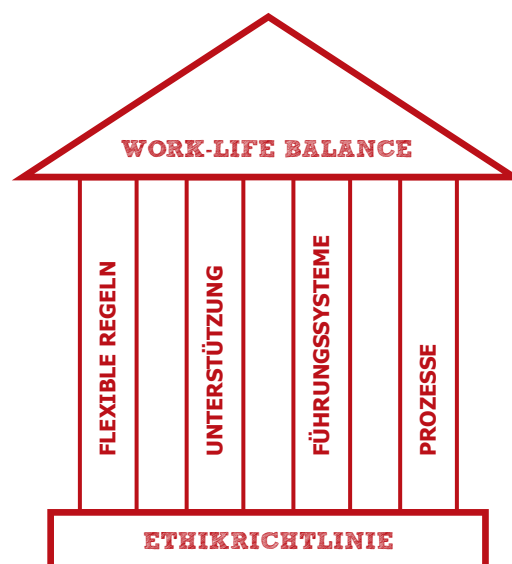 WORK-LIFE BALANCE
FLEXIBLE REGELN
UNTERSTÜTZUNG
FÜHRUNGSSYSTEME
PROZESSE
ETHIKRICHTLINIE